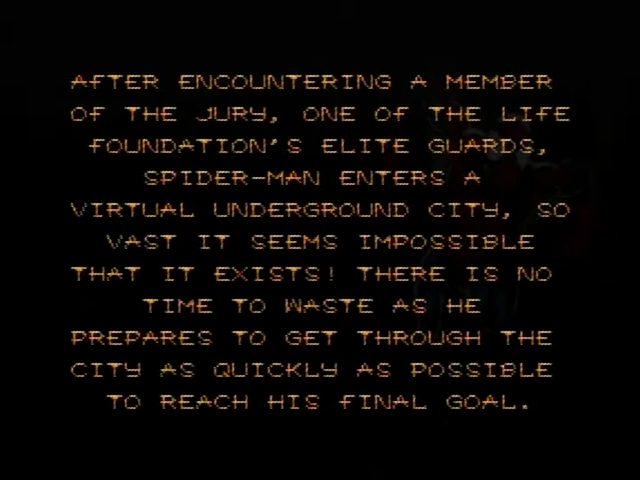 AFTER ENCOUNTERING A MEMBER
OF THE JURY, ONE OF THE LIFE
FOUNDATION'S ELITE GUARDS,
SPIDER-MAN ENTERS A
VIRTUAL UNDERGROUND CITY, SO
VAST IT SEEMS IMPOSSIBLE
THAT IT EXISTS! THERE IS NO
TIME TO WASTE AS HE
PREPARES TO GET THROUGH THE
CITY AS QUICKLY AS POSSIBLE
TO REACH HIS FINAL GOAL.